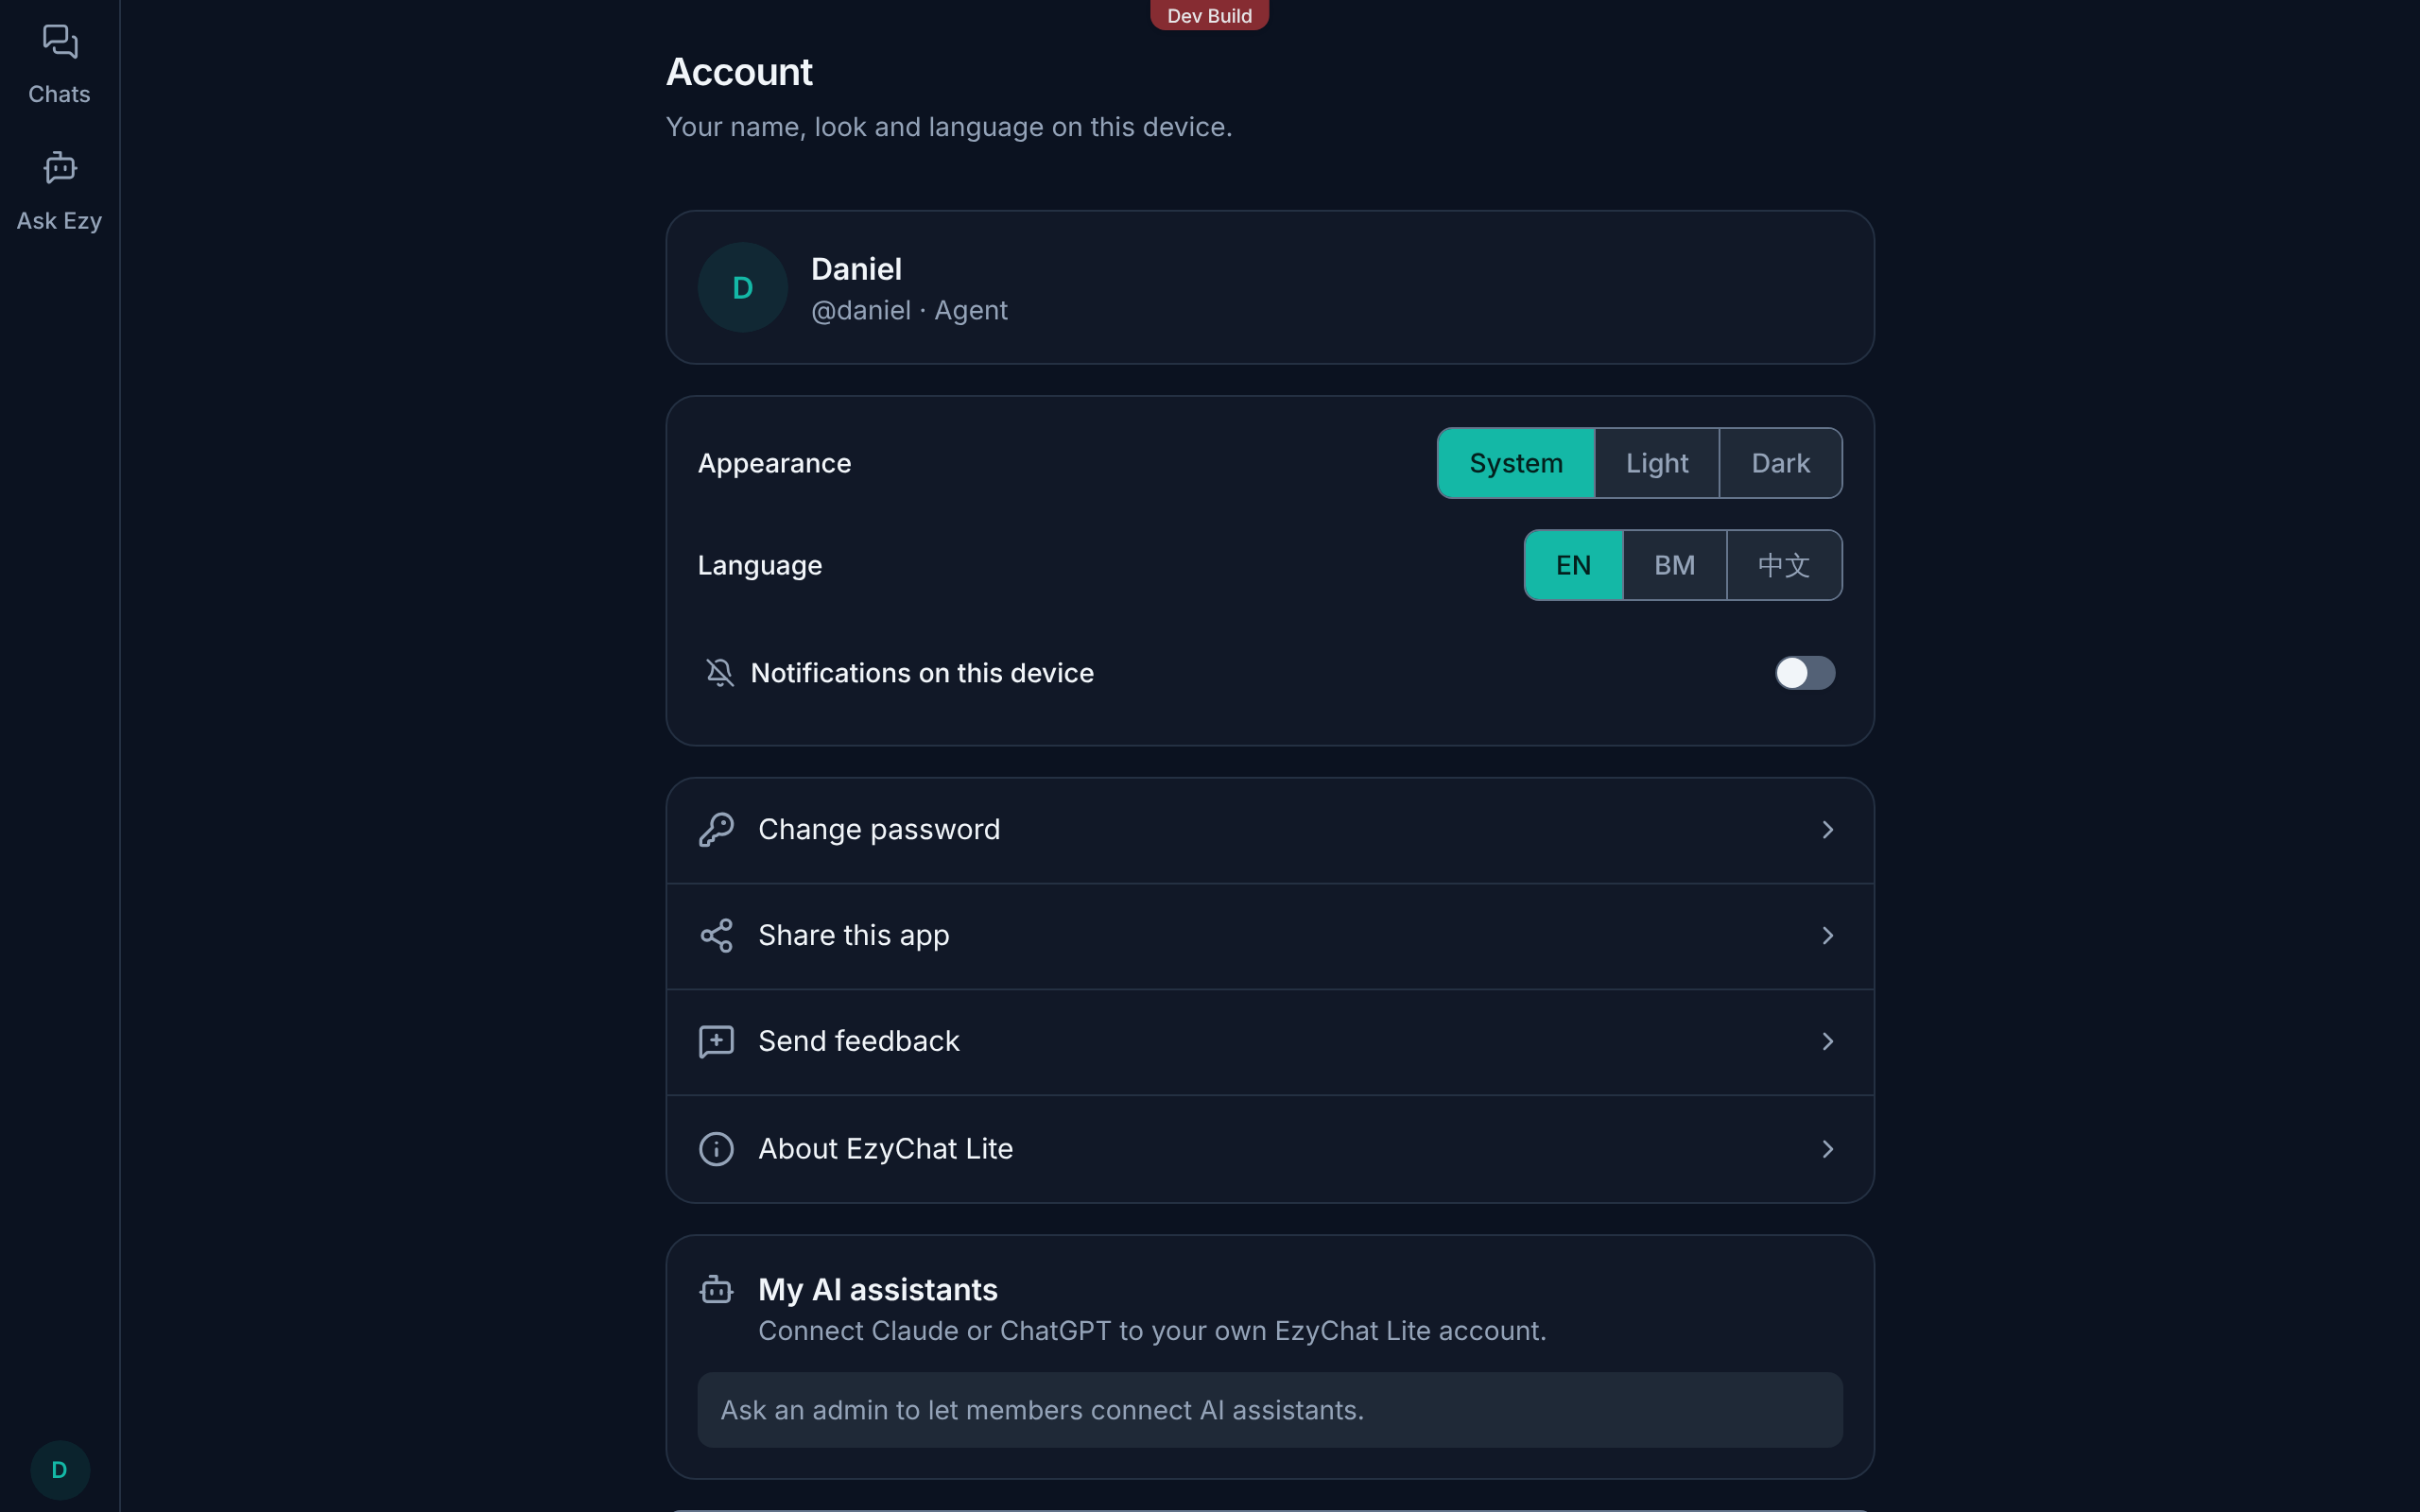 Dev Build
Chats
Ask Ezy
Account
Your name, look and language on this device.
D
Daniel
@daniel · Agent
Appearance
System
Light
Dark
Language
EN
BM
中文
Notifications on this device
Change password
Share this app
Send feedback
About EzyChat Lite
My AI assistants
Connect Claude or ChatGPT to your own EzyChat Lite account.
Ask an admin to let members connect AI assistants.
D